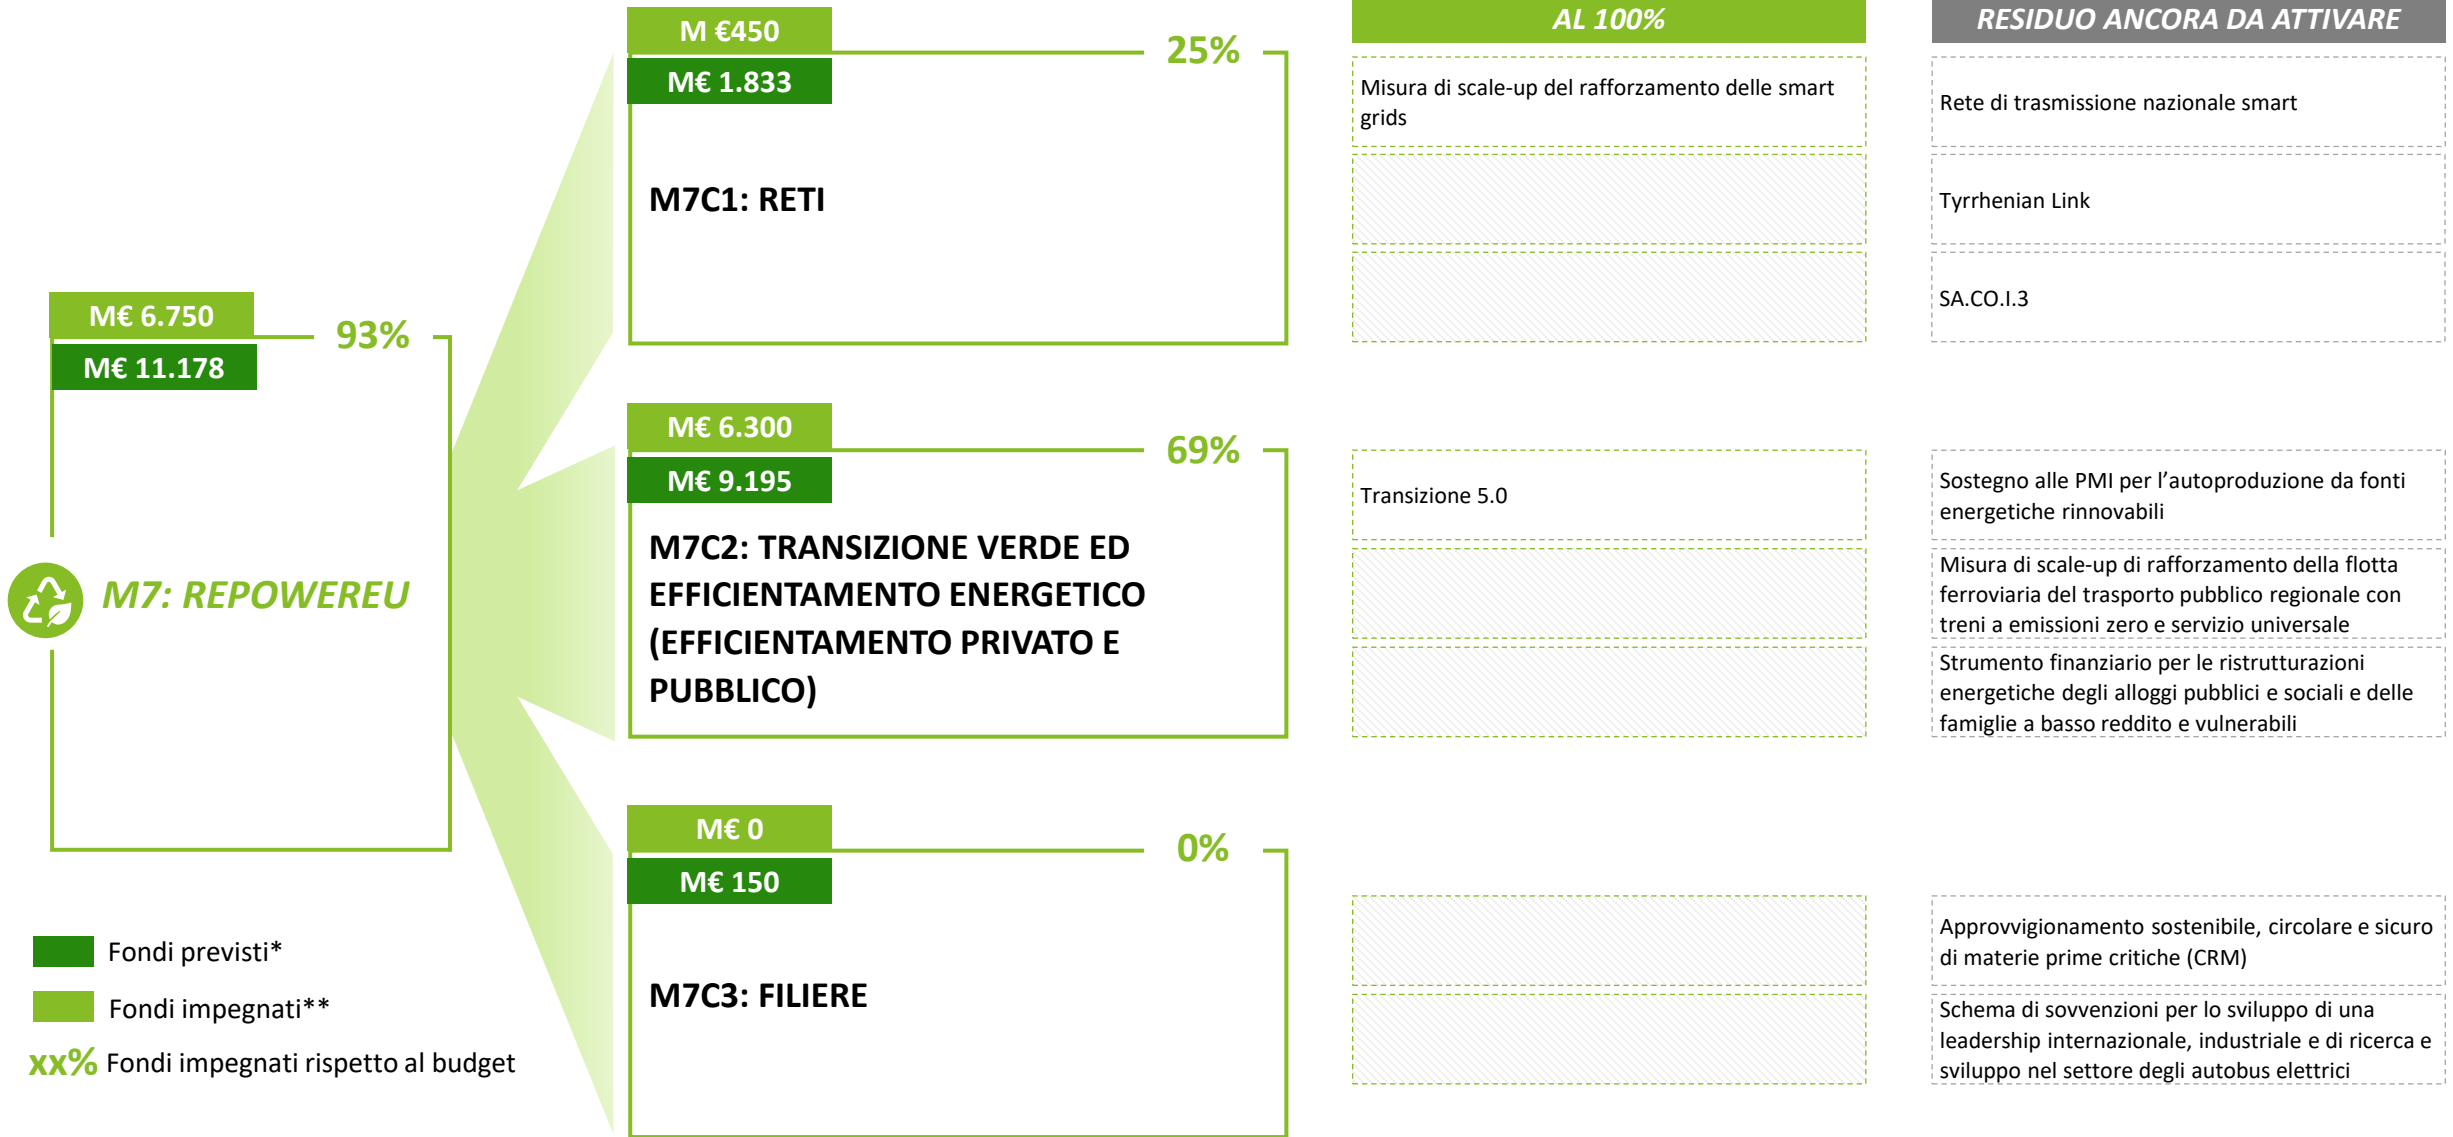 M €450
M€ 1.833
25%
M7C1: RETI
AL 100%
RESIDUO ANCORA DA ATTIVARE
Misura di scale-up del rafforzamento delle smart
grids
Rete di trasmissione nazionale smart
Tyrrhenian Link
SA.CO.I.3
M€ 6.750
M€ 11.178
93%
M7: REPOWEREU
M€ 6.300
M€ 9.195
69%
M7C2: TRANSIZIONE VERDE ED
EFFICIENTAMENTO ENERGETICO
(EFFICIENTAMENTO PRIVATO E
PUBBLICO)
Transizione 5.0
Sostegno alle PMI per l’autoproduzione da fonti
energetiche rinnovabili
Misura di scale-up di rafforzamento della flotta
ferroviaria del trasporto pubblico regionale con
treni a emissioni zero e servizio universale
Strumento finanziario per le ristrutturazioni
energetiche degli alloggi pubblici e sociali e delle
famiglie a basso reddito e vulnerabili
M€ 0
M€ 150
0%
M7C3: FILIERE
Approvvigionamento sostenibile, circolare e sicuro
di materie prime critiche (CRM)
Schema di sovvenzioni per lo sviluppo di una
leadership internazionale, industriale e di ricerca e
sviluppo nel settore degli autobus elettrici
Fondi previsti*
Fondi impegnati**
xx% Fondi impegnati rispetto al budget